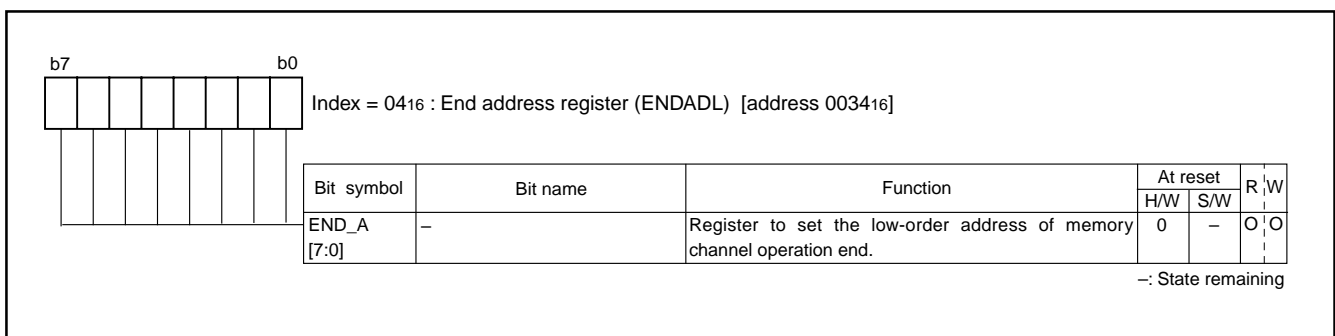 b7 b0
Index = 0416 : End address register (ENDADL) [address 003416]
Bit symbol Bit name Function At reset R W
H/W S/W
END_A – Register to set the low-order address of memory 0 – O O
[7:0] channel operation end.
–: State remaining